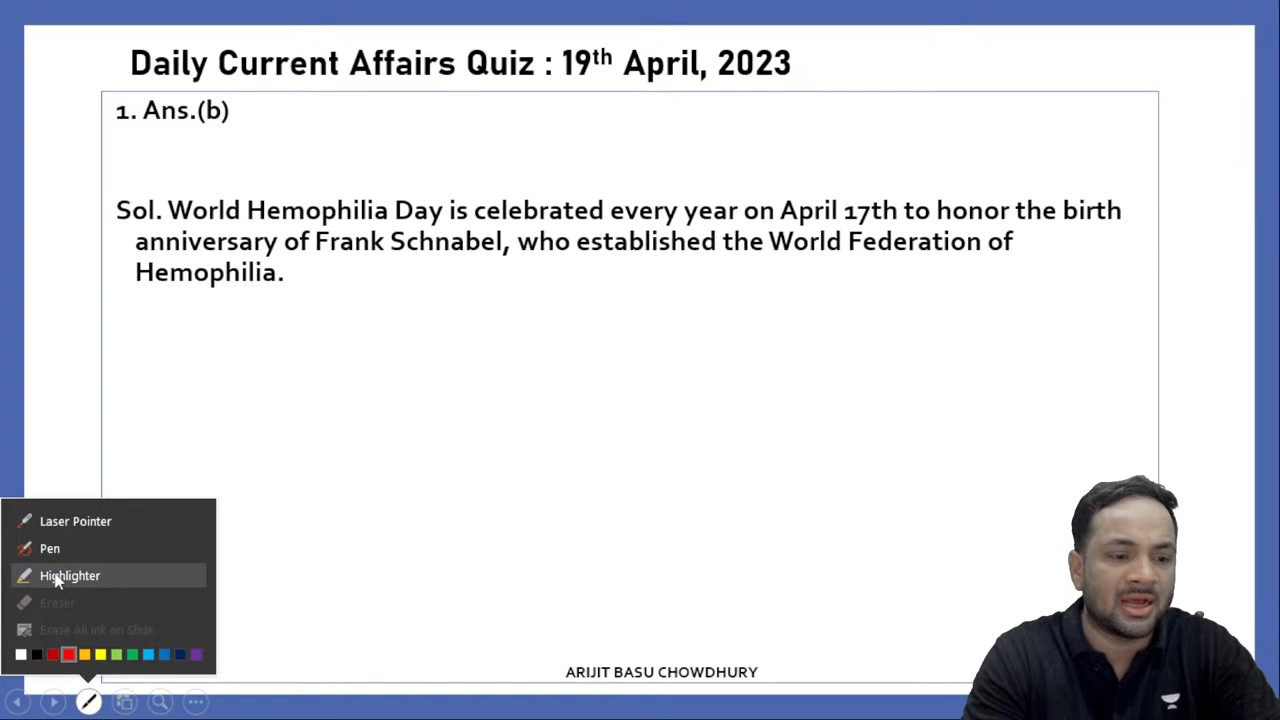 Daily Current Affairs Quiz : 19th April, 2023
1. Ans.(b)
Sol. World Hemophilia Day is celebrated every year on April 17th to honor the birth
anniversary of Frank Schnabel, who established the World Federation of
Hemophilia.
Laser Pointer
Pen
Highlighter
Eraser
Erase All Ink on Slide
ARIJIT BASU CHOWDHURY